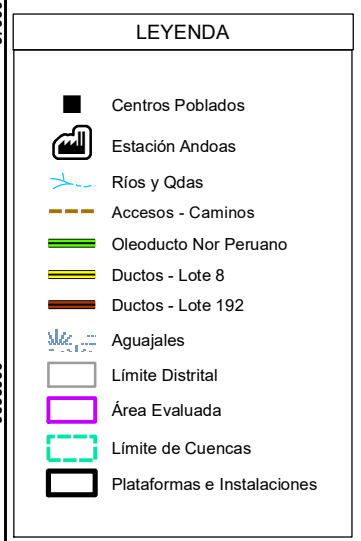 LEYENDA
Centros Poblados
Estación Andoas
Ríos y Qdas
Accesos - Caminos
Oleoducto Nor Peruano
Ductos - Lote 8
Ductos - Lote 192
Aguajales
Límite Distrital
Área Evaluada
Límite de Cuencas
Plataformas e Instalaciones